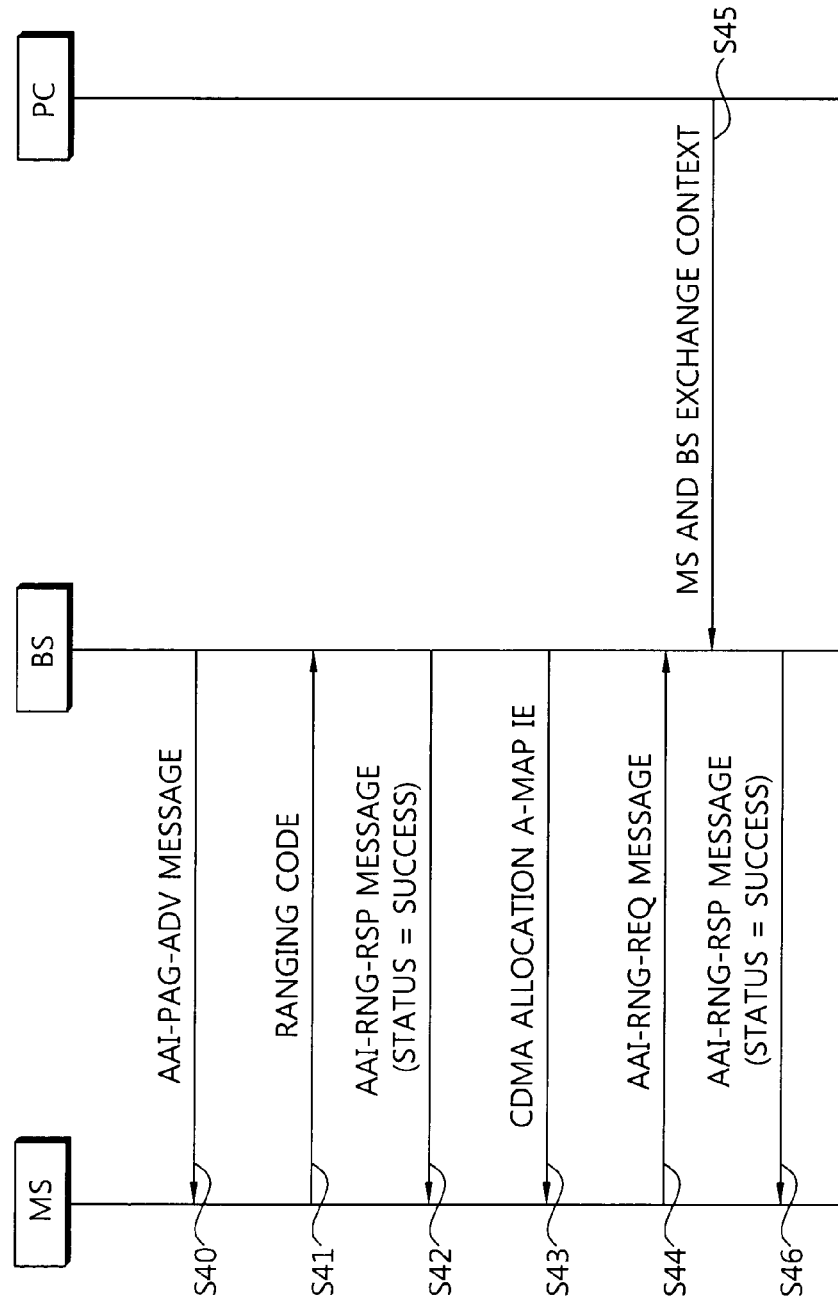 MS
BS
PC
S40
AAI-PAG-ADV MESSAGE
S41
RANGING CODE
S42
AAI-RNG-RSP MESSAGE
(STATUS = SUCCESS)
S43
CDMA ALLOCATION A-MAP IE
S44
AAI-RNG-REQ MESSAGE
MS AND BS EXCHANGE CONTEXT
S45
S46
AAI-RNG-RSP MESSAGE
(STATUS = SUCCESS)